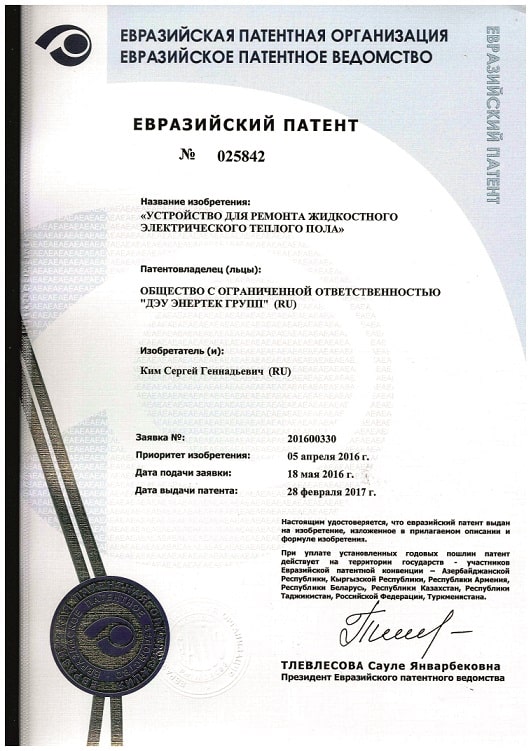 ЕВРАЗИЙСКАЯ ПАТЕНТНАЯ ОРГАНИЗАЦИЯ
ЕВРАЗИЙСКОЕ ПАТЕНТНОЕ ВЕДОМСТВО
ЕВРАЗИЙСКИЙ ПАТЕНТ
ЕВРАЗИЙСКИЙ ПАТЕНТ
№ 025842
Название изобретения:
«УСТРОЙСТВО ДЛЯ РЕМОНТА ЖИДКОСТНОГО
ЭЛЕКТРИЧЕСКОГО ТЕПЛОГО ПОЛА»
Патентовладелец (льцы):
ОБЩЕСТВО С ОГРАНИЧЕННОЙ ОТВЕТСТВЕННОСТЬЮ
"ДЭУ ЭНЕРТЕК ГРУПП" (RU)
Изобретатель (и):
Ким Сергей Геннадьевич (RU)
Заявка №: 201600330
Приоритет изобретения: 05 апреля 2016 г.
Дата подачи заявки: 18 мая 2016 г.
Дата выдачи патента: 28 февраля 2017 г.
Настоящим удостоверяется, что евразийский патент выдан
на изобретение, изложенное в прилагаемом описании и
формуле изобретения.
При уплате установленных годовых пошлин патент
действует на территории государств - участников
Евразийской патентной конвенции – Азербайджанской
Республики, Кыргызской Республики, Республики Армения,
Республики Беларусь, Республики Казахстан, Республики
Таджикистан, Российской Федерации, Туркменистана.
ТЛЕВЛЕСОВА Сауле Январбековна
Президент Евразийского патентного ведомства